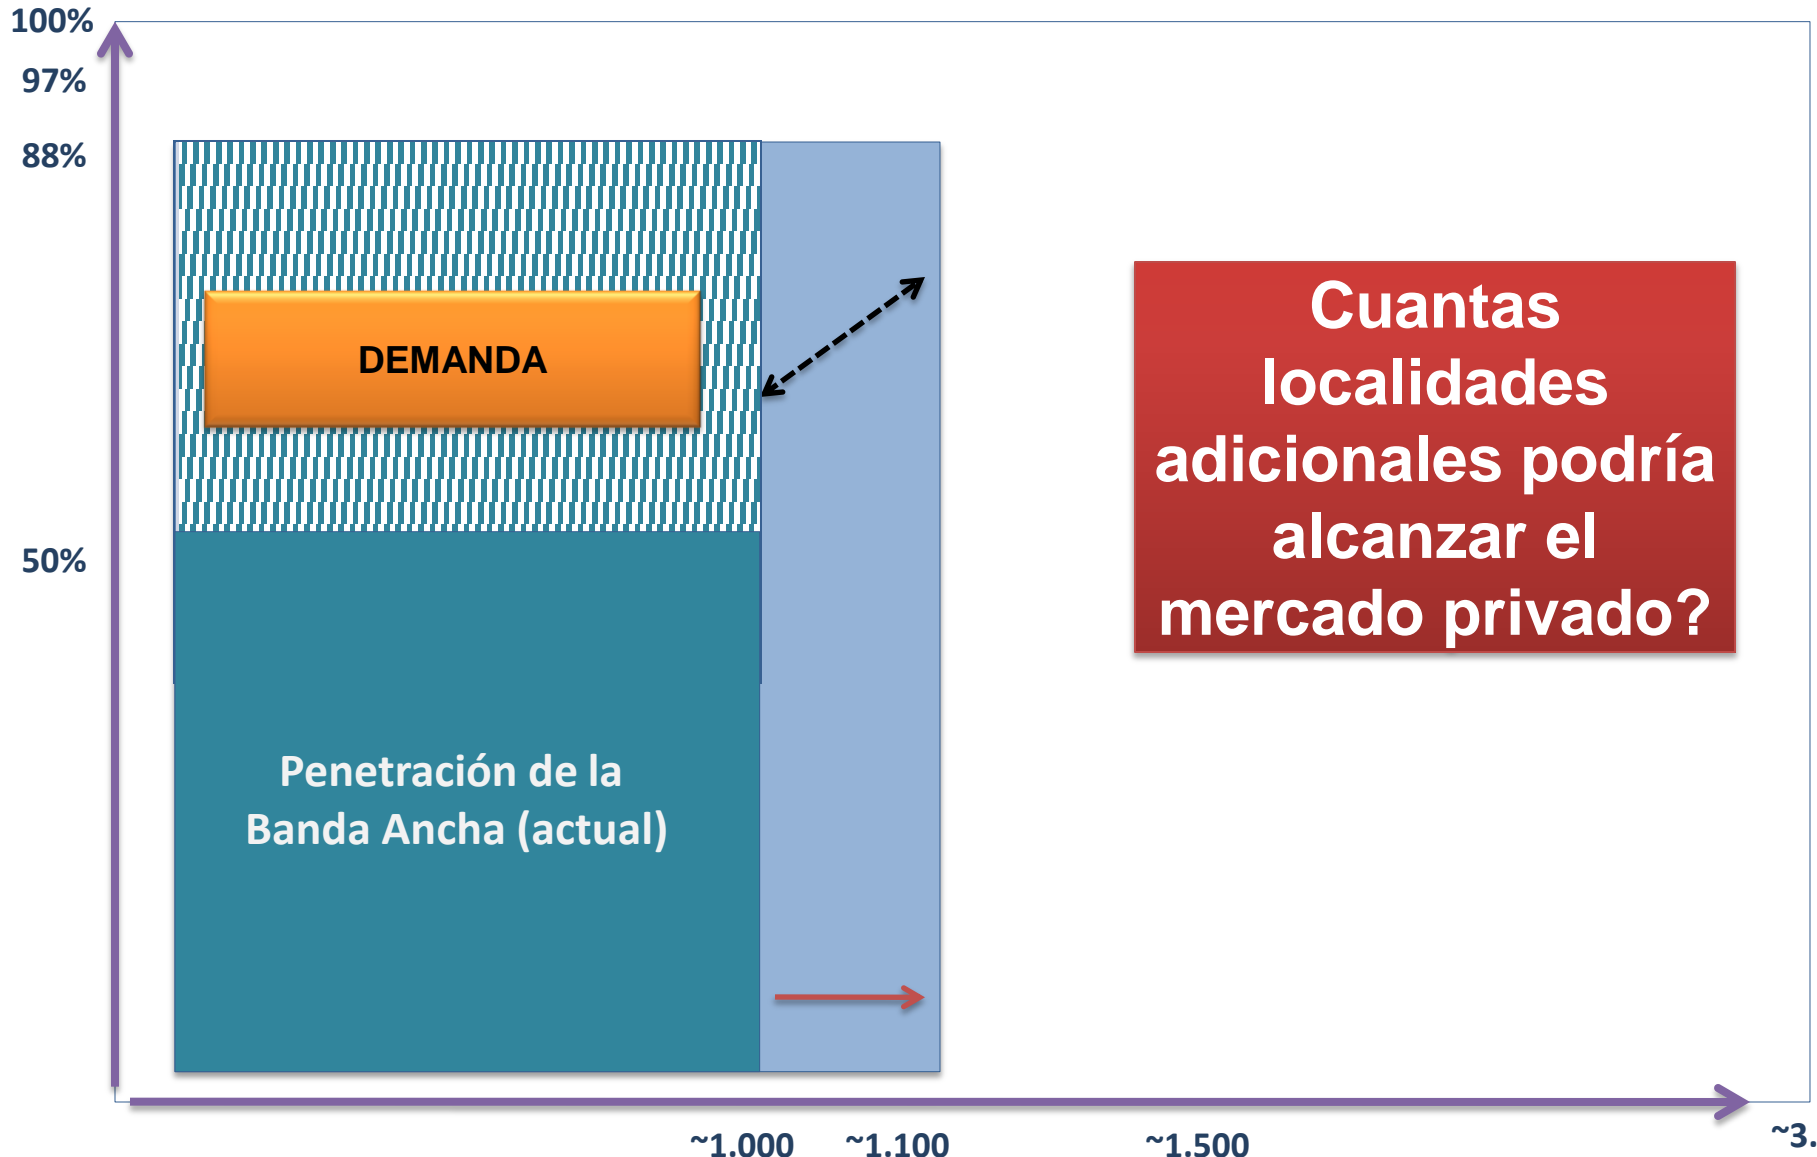 100%
97%
88%
50%
DEMANDA
Penetración de la
Banda Ancha (actual)
Cuantas
localidades
adicionales podría
alcanzar el
mercado privado?
~1.000
~1.100
~1.500
~3.